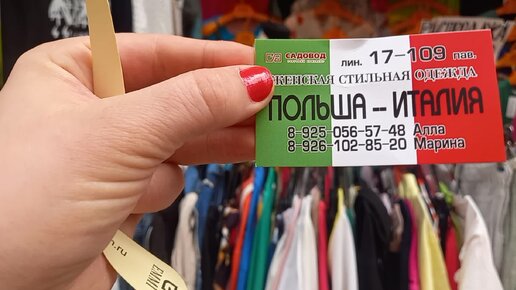 САДОВОД
лин. 17-109 пав.
ЖЕНСКАЯ СТИЛЬНАЯ ОДЕЖДА
ПОЛЬША -- ИТАЛИЯ
8-925-056-57-48 Алла
8-926-102-85-20 Марина
.ru